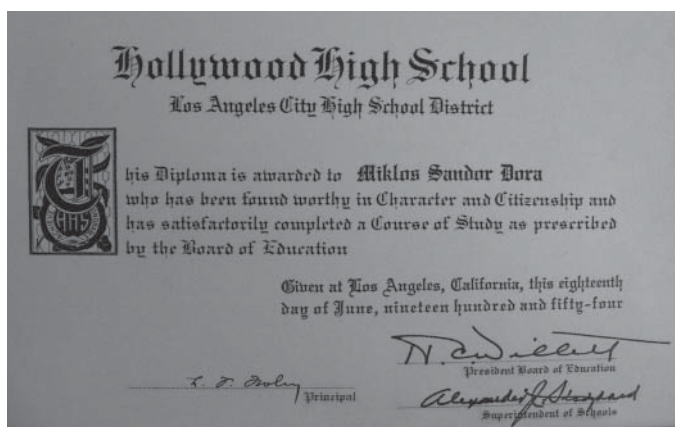 Hollywood High School
Los Angeles City High School District
This Diploma is awarded to Miklos Sandor Dora
who has been found worthy in Character and Citizenship and
has satisfactorily completed a Course of Study as prescribed
by the Board of Education
Given at Los Angeles, California, this eighteenth
day of June, nineteen hundred and fifty-four
President Board of Education
Principal
Alexander J. Stoddard
Superintendent of Schools